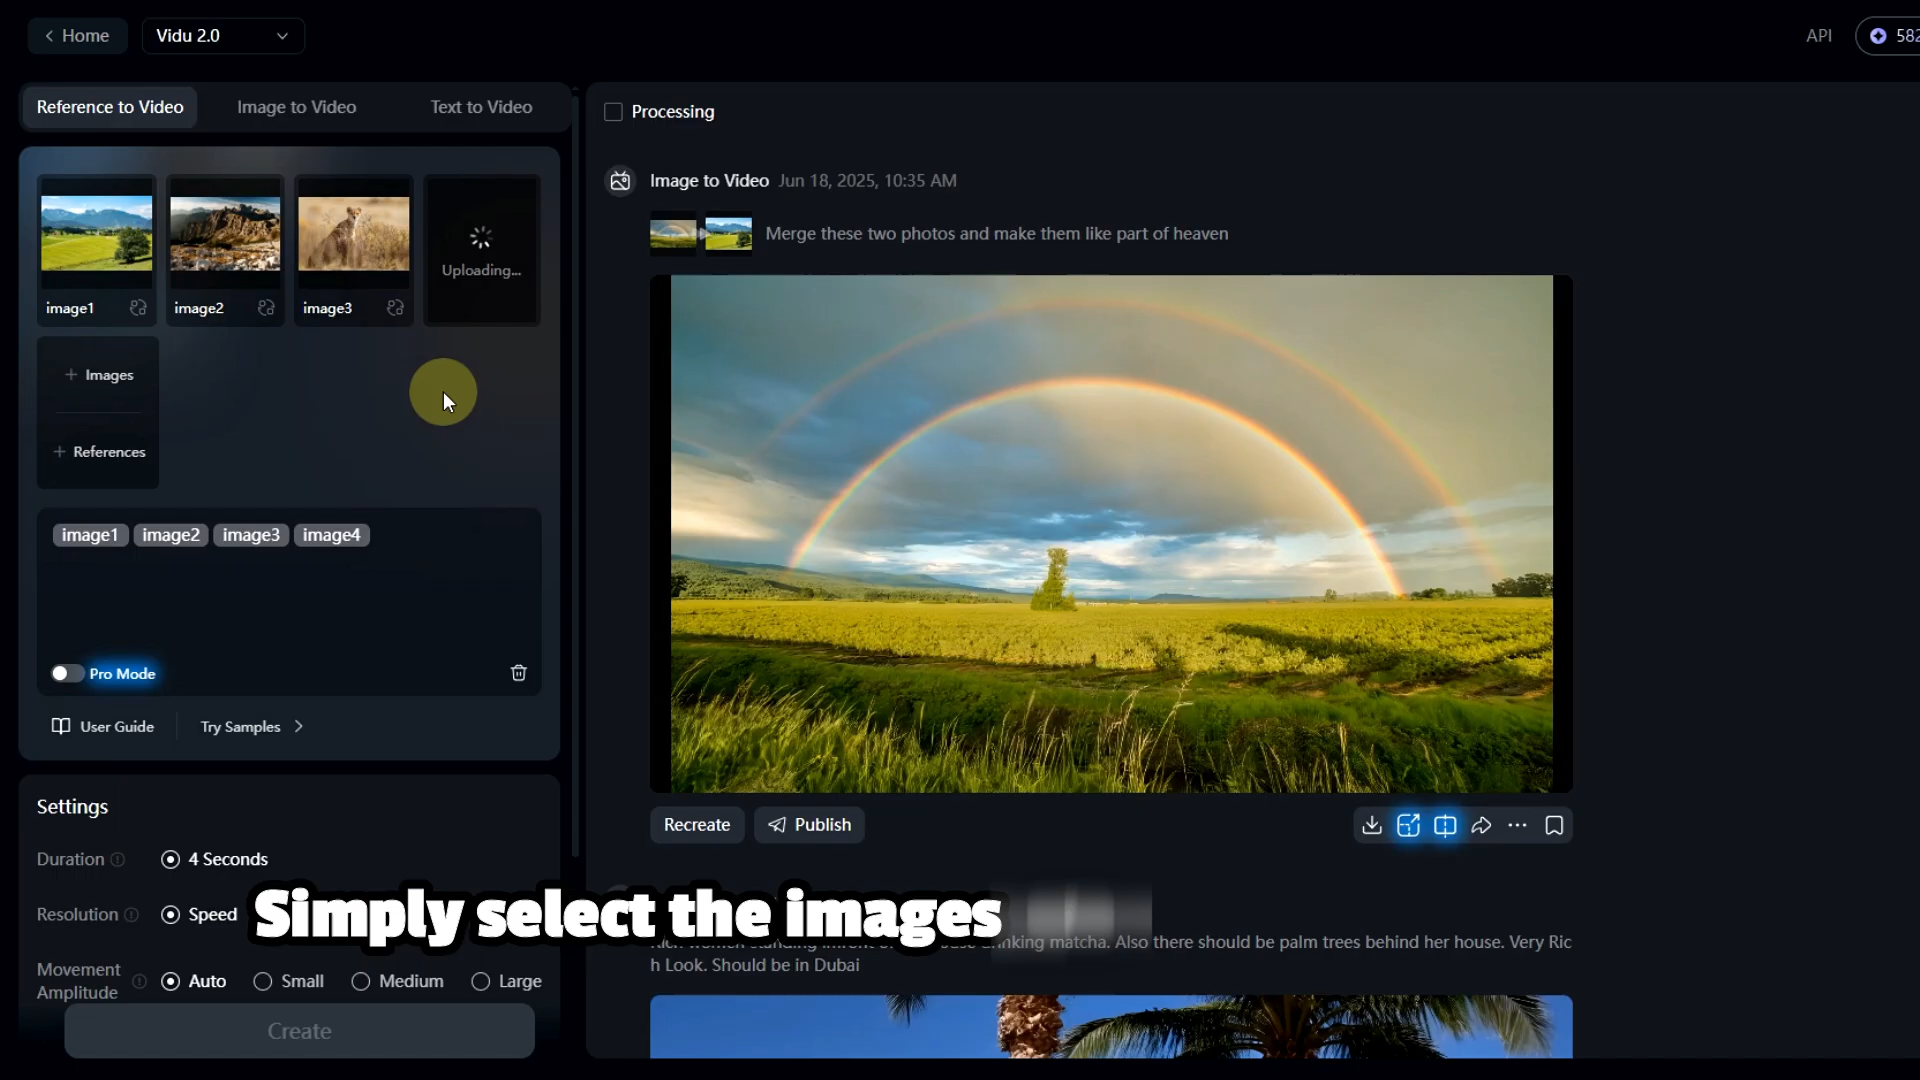 Home
Vidu 2.0
API
582
Reference to Video
Image to Video
Text to Video
Processing
image1
image2
image3
Uploading...
Image to Video Jun 18, 2025, 10:35 AM
Merge these two photos and make them like part of heaven
+ Images
+ References
image1 image2 image3 image4
Pro Mode
User Guide
Try Samples
Recreate
Publish
Settings
Duration
4 Seconds
Resolution
Speed
Movement
Amplitude
Auto
Small
Medium
Large
Create
Simply select the images
matcha. Also there should be palm trees behind her house. Very Ric
h Look. Should be in Dubai